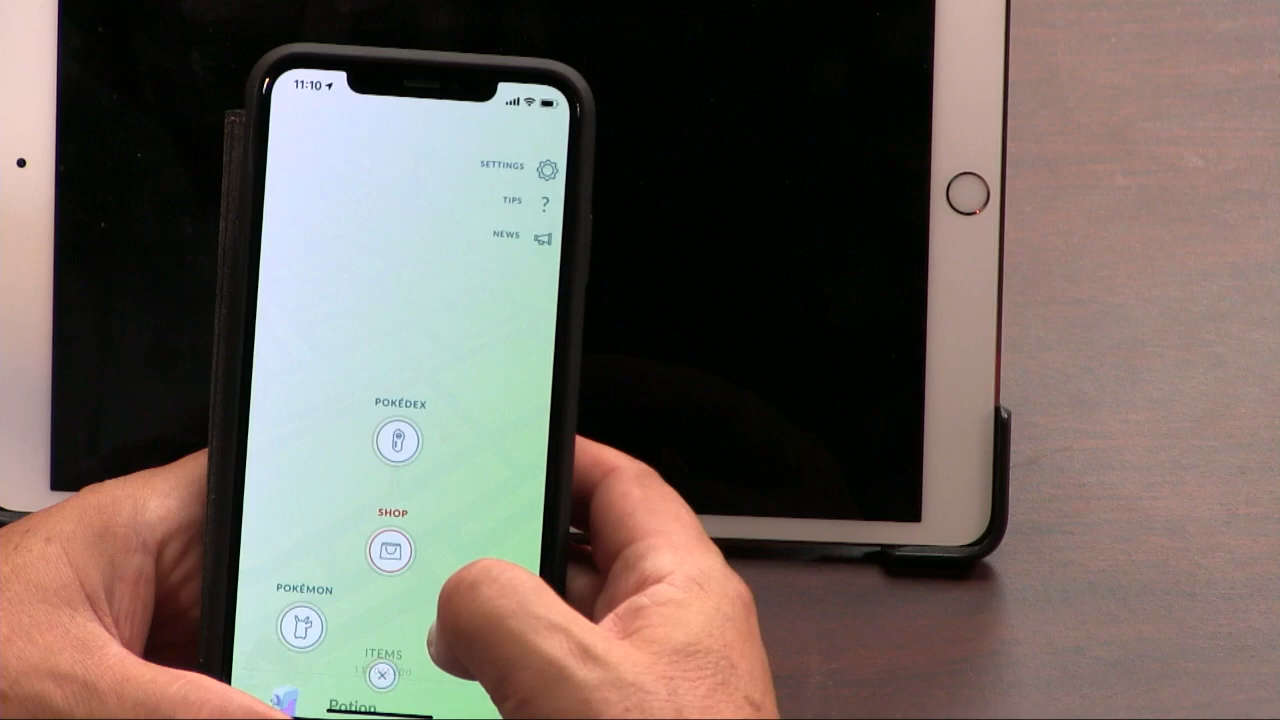 11:10
SETTINGS
TIPS
?
NEWS
POKÉDEX
SHOP
POKÉMON
ITEMS
Potion